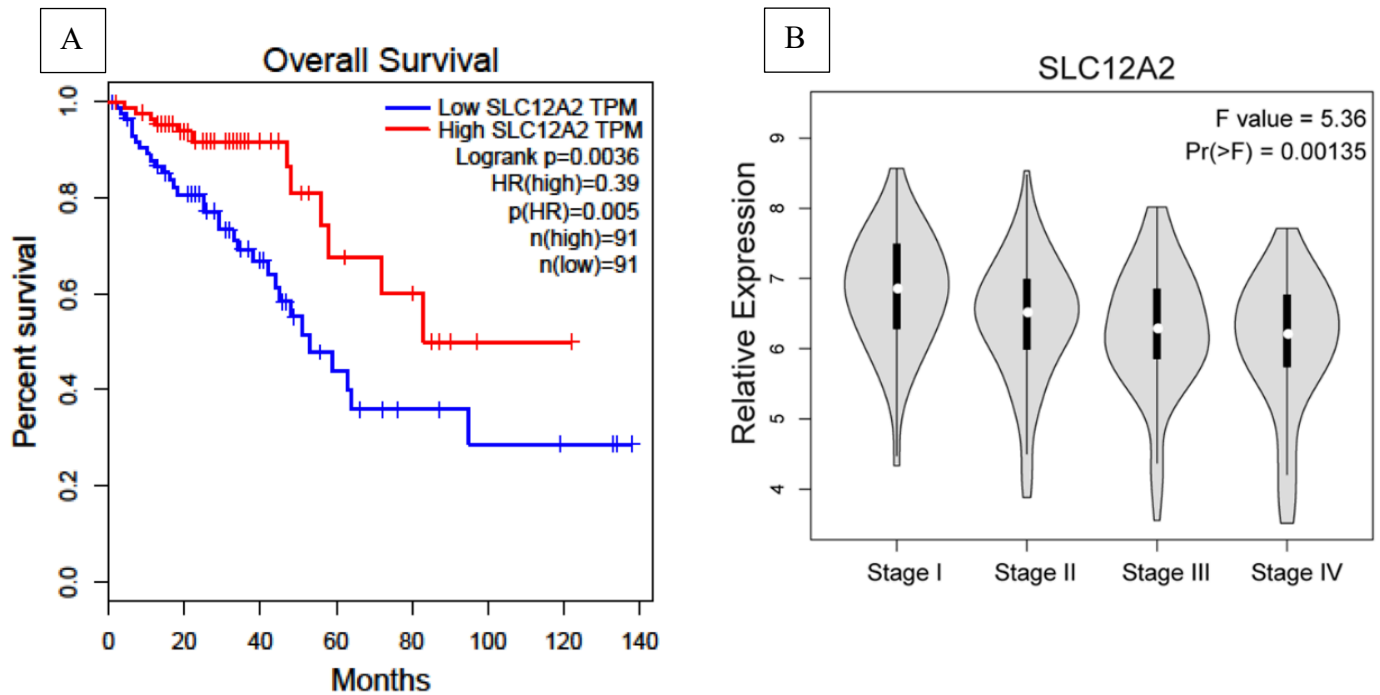 A
Overall Survival
Low SLC12A2 TPM
High SLC12A2 TPM
Logrank p=0.0036
HR(high)=0.39
p(HR)=0.005
n(high)=91
n(low)=91
Percent survival
1.0
0.8
0.6
0.4
0.2
0.0
0 20 40 60 80 100 120 140
Months
B
SLC12A2
F value = 5.36
Pr(>F) = 0.00135
Relative Expression
9
8
7
6
5
4
Stage I Stage II Stage III Stage IV